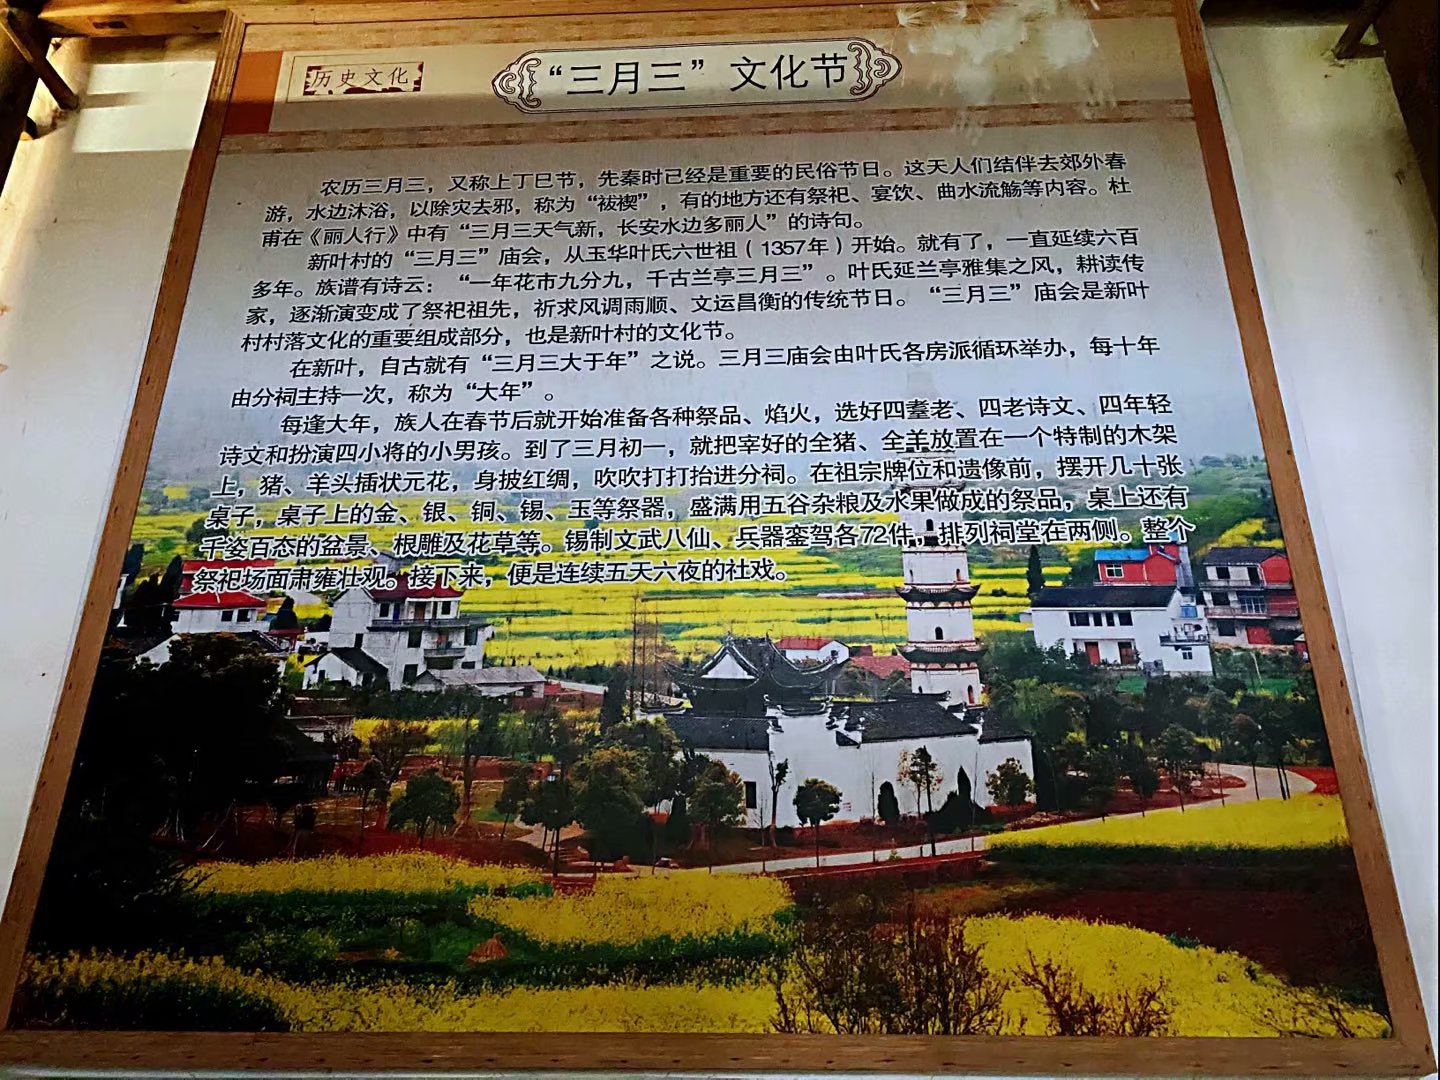 历史文化
“三月三”文化节
农历三月三，又称上丁巳节，先秦时已经是重要的民俗节日。这天人们结伴去郊外春
游，水边沐浴，以除灾去邪，称为“祓禊”，有的地方还有祭祀、宴饮、曲水流觞等内容。杜
甫在《丽人行》中有“三月三天气新，长安水边多丽人”的诗句。
新叶村的“三月三”庙会，从玉华叶氏六世祖（1357年）开始。就有了，一直延续六百
多年。族谱有诗云：“一年花市九分九，千古兰亭三月三”。叶氏延兰亭雅集之风，耕读传
家，逐渐演变成了祭祀祖先，祈求风调雨顺、文运昌衡的传统节日。“三月三”庙会是新叶
村村落文化的重要组成部分，也是新叶村的文化节。
在新叶，自古就有“三月三大于年”之说。三月三庙会由叶氏各房派循环举办，每十年
由分祠主持一次，称为“大年”。
每逢大年，族人在春节后就开始准备各种祭品、焰火，选好四耋老、四老诗文、四年轻
诗文和扮演四小将的小男孩。到了三月初一，就把宰好的全猪、全羊放置在一个特制的木架
上，猪、羊头插状元花，身披红绸，吹吹打打抬进分祠。在祖宗牌位和遗像前，摆开几十张
桌子，桌子上的金、银、铜、锡、玉等祭器，盛满用五谷杂粮及水果做成的祭品，桌上还有
千姿百态的盆景、根雕及花草等。锡制文武八仙、兵器銮驾各72件，排列祠堂在两侧。整个
祭祀场面肃雍壮观。接下来，便是连续五天六夜的社戏。